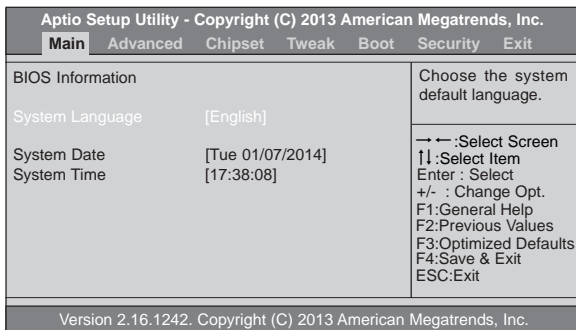 Aptio Setup Utility - Copyright (C) 2013 American Megatrends, Inc.
Main Advanced Chipset Tweak Boot Security Exit
BIOS Information
System Language [English]
System Date [Tue 01/07/2014]
System Time [17:38:08]
Choose the system
default language.
→ ← :Select Screen
↑↓ :Select Item
Enter : Select
+/- : Change Opt.
F1:General Help
F2:Previous Values
F3:Optimized Defaults
F4:Save & Exit
ESC:Exit
Version 2.16.1242. Copyright (C) 2013 American Megatrends, Inc.